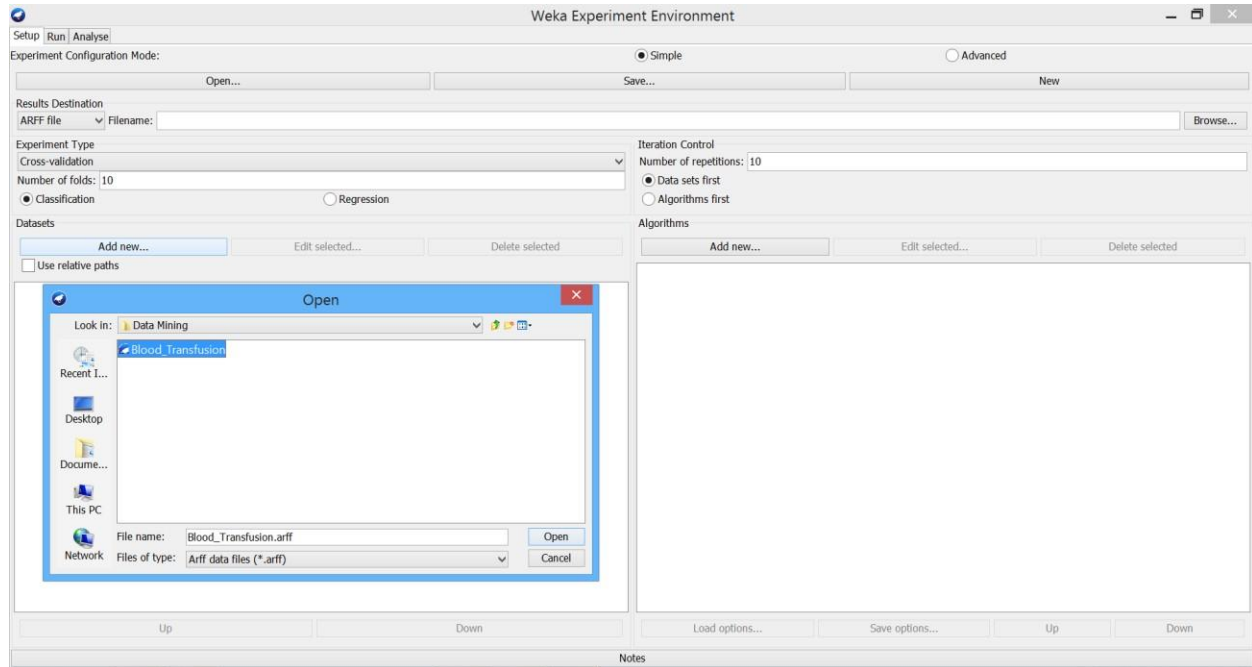 Weka Experiment Environment
Setup Run Analyse
Experiment Configuration Mode: Simple Advanced
Open... Save... New
Results Destination
ARFF file Filename: Browse...
Experiment Type
Cross-validation
Number of folds: 10
Classification Regression
Iteration Control
Number of repetitions: 10
Data sets first
Algorithms first
Datasets
Add new... Edit selected... Delete selected
Use relative paths
Open
Look in: Data Mining
Blood_Transfusion
Recent I...
Desktop
Docume...
This PC
Network
File name: Blood_Transfusion.arff Open
Files of type: Arff data files (*.arff) Cancel
Up Down
Algorithms
Add new... Edit selected... Delete selected
Load options... Save options... Up Down
Notes